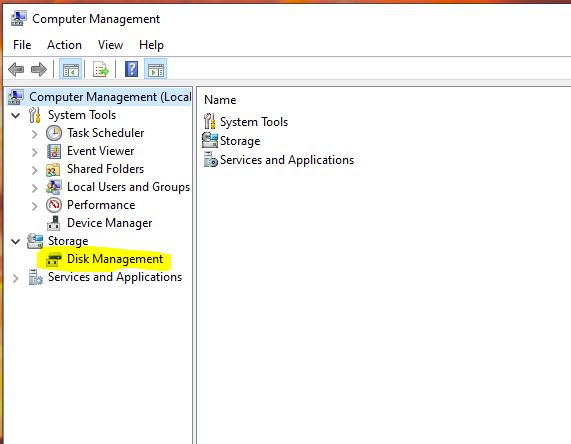 Computer Management
File Action View Help
Computer Management (Local
System Tools
Task Scheduler
Event Viewer
Shared Folders
Local Users and Groups
Performance
Device Manager
Storage
Disk Management
Services and Applications
Name
System Tools
Storage
Services and Applications